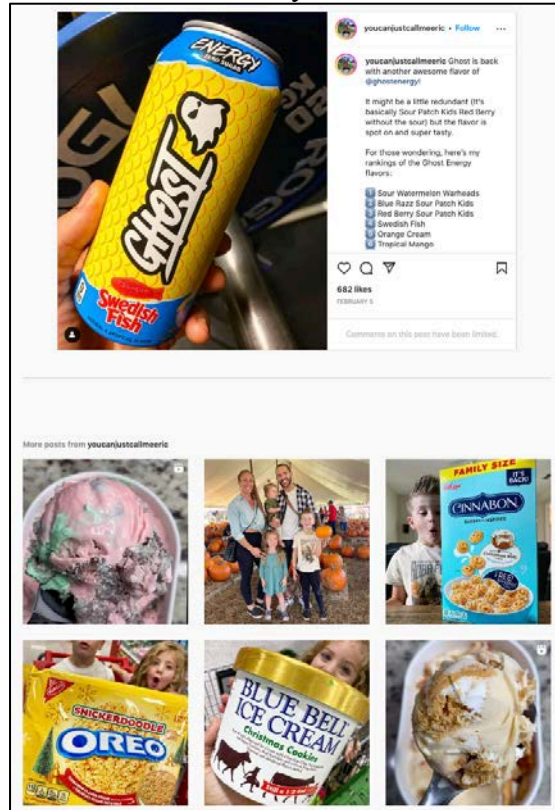 youcanjustcallmeeric • Follow
youcanjustcallmeeric Ghost is back
with another awesome flavor of
@ghostenergy!
It might be a little redundant (it's
basically Sour Patch Kids Red Berry
without the sour) but the flavor is
spot on and super tasty.
For those wondering, here's my
rankings of the Ghost Energy
flavors:
1 Sour Watermelon Warheads
2 Blue Razz Sour Patch Kids
3 Red Berry Sour Patch Kids
4 Swedish Fish
5 Orange Cream
6 Tropical Mango
682 likes
FEBRUARY 5
Comments on this post have been limited.
ENERGY
ZERO SUGAR
GHOST
Swedish
Fish
ROGU
More posts from youcanjustcallmeeric
FAMILY SIZE
IT'S
BACK!
CINNABON
SNICKERDOODLE
OREO
BLUE BELL
ICE CREAM
Christmas Cookies